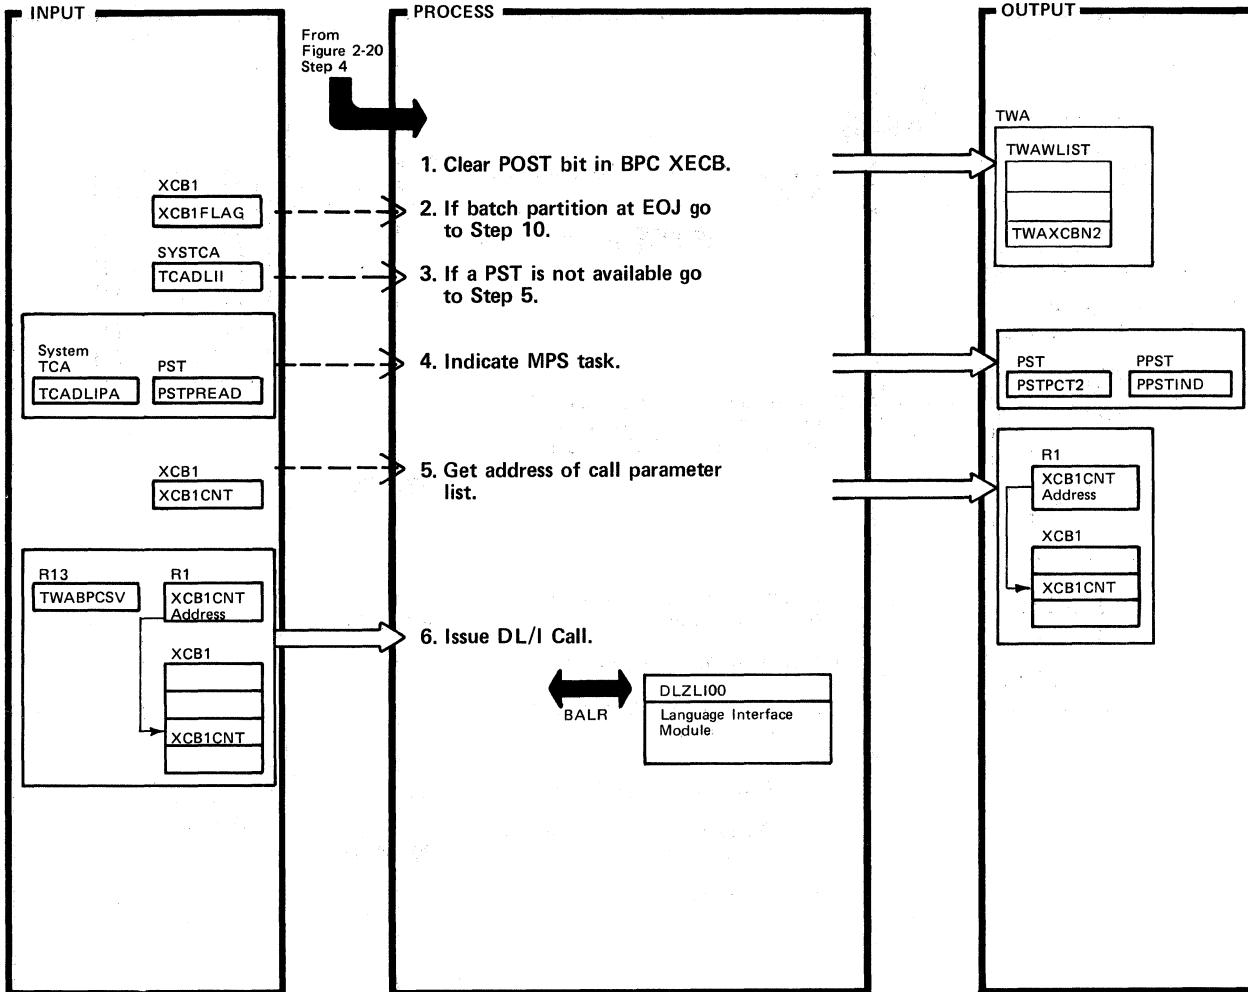 INPUT
PROCESS
OUTPUT
From
Figure 2-20
Step 4
1. Clear POST bit in BPC XECB.
TWA
TWAWLIST
TWAXCBN2
XCB1
XCB1FLAG
2. If batch partition at EOJ go
to Step 10.
SYSTCA
TCADLII
3. If a PST is not available go
to Step 5.
System
TCA
TCADLIPA
PST
PSTPREAD
4. Indicate MPS task.
PST
PSTPCT2
PPST
PPSTIND
XCB1
XCB1CNT
5. Get address of call parameter
list.
R1
XCB1CNT
Address
XCB1
XCB1CNT
R13
TWABPCSV
R1
XCB1CNT
Address
XCB1
XCB1CNT
6. Issue DL/I Call.
BALR
DLZLI00
Language Interface
Module